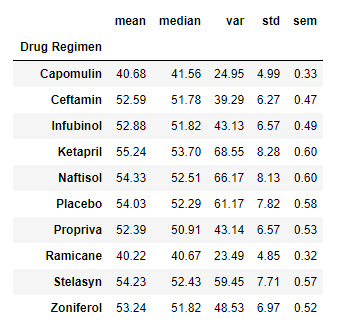 mean median var std sem
Drug Regimen
Capomulin 40.68 41.56 24.95 4.99 0.33
Ceftamin 52.59 51.78 39.29 6.27 0.47
Infubinol 52.88 51.82 43.13 6.57 0.49
Ketapril 55.24 53.70 68.55 8.28 0.60
Naftisol 54.33 52.51 66.17 8.13 0.60
Placebo 54.03 52.29 61.17 7.82 0.58
Propriva 52.39 50.91 43.14 6.57 0.53
Ramicane 40.22 40.67 23.49 4.85 0.32
Stelasyn 54.23 52.43 59.45 7.71 0.57
Zoniferol 53.24 51.82 48.53 6.97 0.52